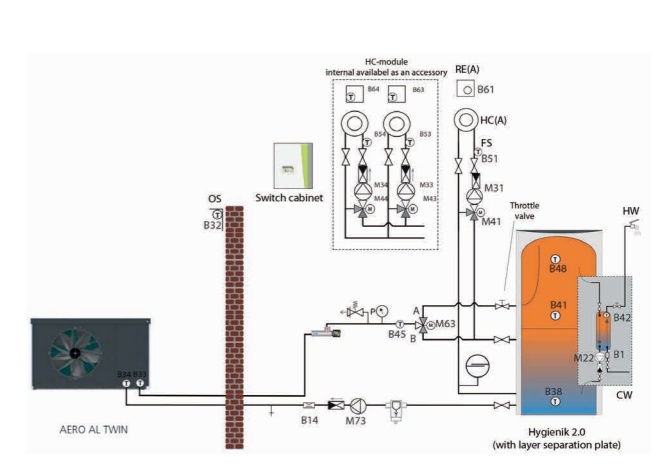 HC-module
internal availabel as an accessory
B64
B63
RE(A)
B61
HC(A)
B54
B53
FS
B51
M34
M33
M31
M44
M43
M41
Switch cabinet
OS
B32
Throttle
valve
HW
B48
B41
B42
A
M63
B
P
B45
M22
B1
B34
B33
B38
CW
AERO AL TWIN
B14
M73
Hygienik 2.0
(with layer separation plate)